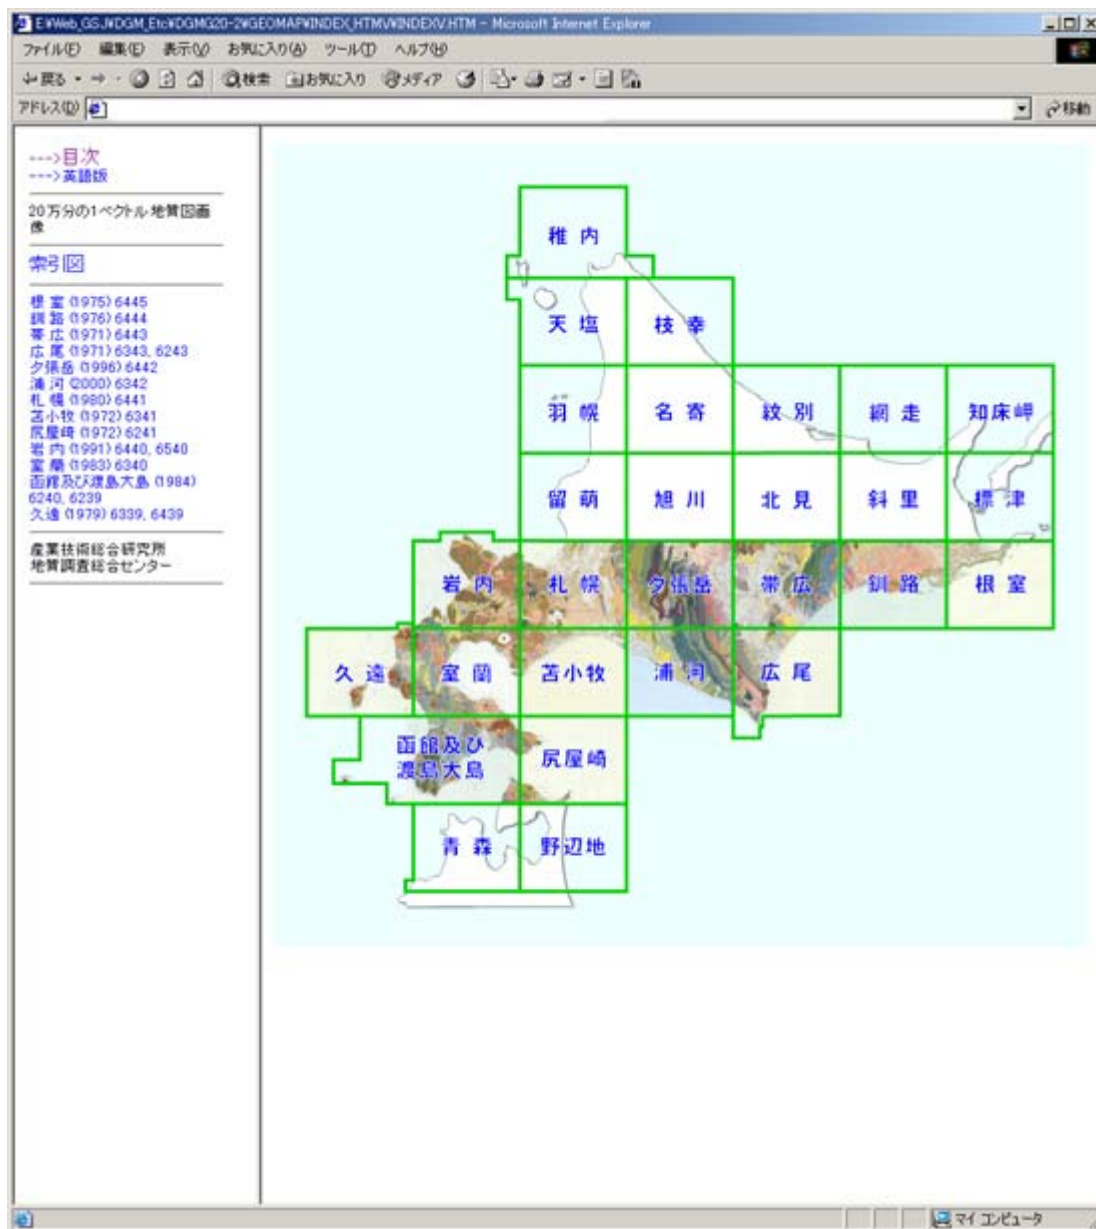 E:¥Web_GSJ¥DGM_Etc¥DGMG20-2¥GEOMAP¥INDEX_HTMV¥INDEXV.HTM - Microsoft Internet Explorer
ファイル(F) 編集(E) 表示(V) お気に入り(A) ツール(T) ヘルプ(H)
戻る 検索 お気に入り メディア
アドレス(D) 移動
--->目次
--->英語版
20万分の1ベクトル地質図画
像
索引図
根 室 (1975) 6445
釧 路 (1976) 6444
帯 広 (1971) 6443
広 尾 (1971) 6343, 6243
夕張岳 (1996) 6442
浦 河 (2000) 6342
札 幌 (1980) 6441
苫小牧 (1972) 6341
尻屋崎 (1972) 6241
岩 内 (1991) 6440, 6540
室 蘭 (1983) 6340
函館及び渡島大島 (1984)
6240, 6239
久遠 (1979) 6339, 6439
産業技術総合研究所
地質調査総合センター
稚 内
天 塩 枝 幸
羽 幌 名 寄 紋 別 網 走 知床岬
留 萌 旭 川 北 見 斜 里 標 津
岩 内 札 幌 夕張岳 帯 広 釧 路 根 室
久 遠 室 蘭 苫小牧 浦 河 広 尾
函館及び
渡島大島 尻屋崎
青 森 野辺地
マイ コンピュータ